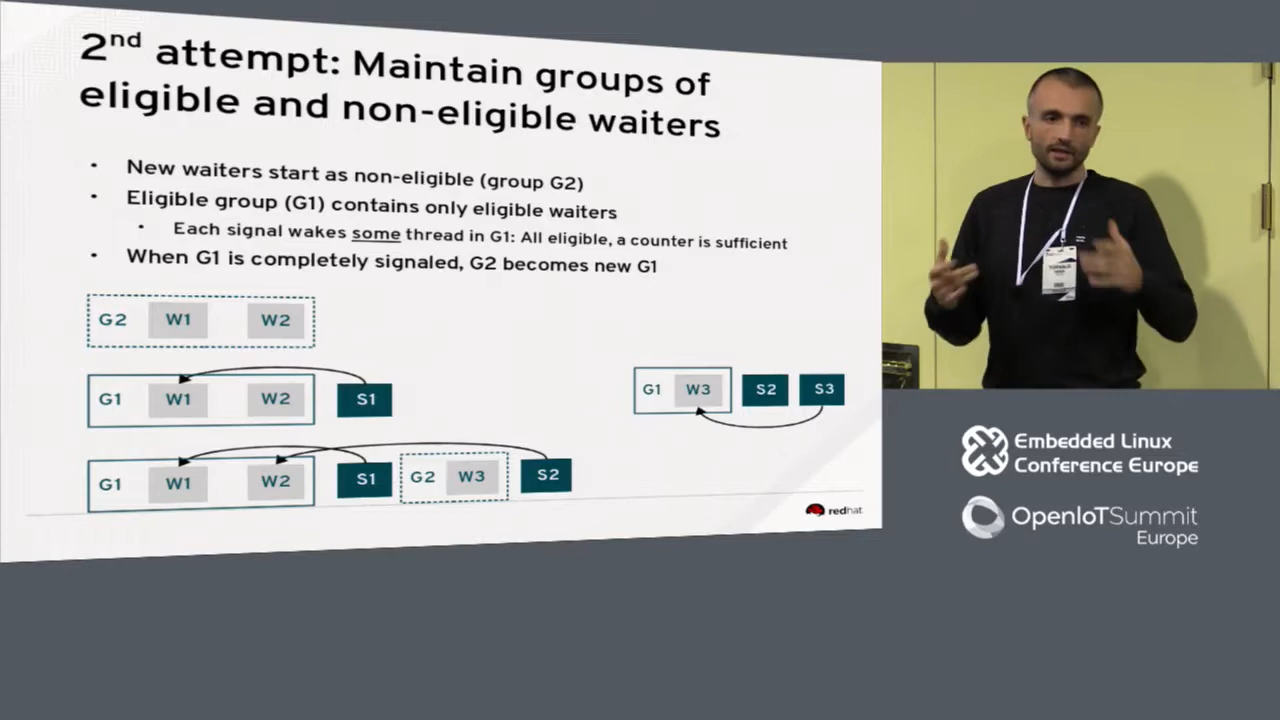 2nd attempt: Maintain groups of
eligible and non-eligible waiters
• New waiters start as non-eligible (group G2)
• Eligible group (G1) contains only eligible waiters
• Each signal wakes some thread in G1: All eligible, a counter is sufficient
• When G1 is completely signaled, G2 becomes new G1
G2 W1 W2
G1 W1 W2 S1
G1 W3 S2 S3
G1 W1 W2 S1 G2 W3 S2
redhat
Embedded Linux
Conference Europe
OpenIoTSummit
Europe